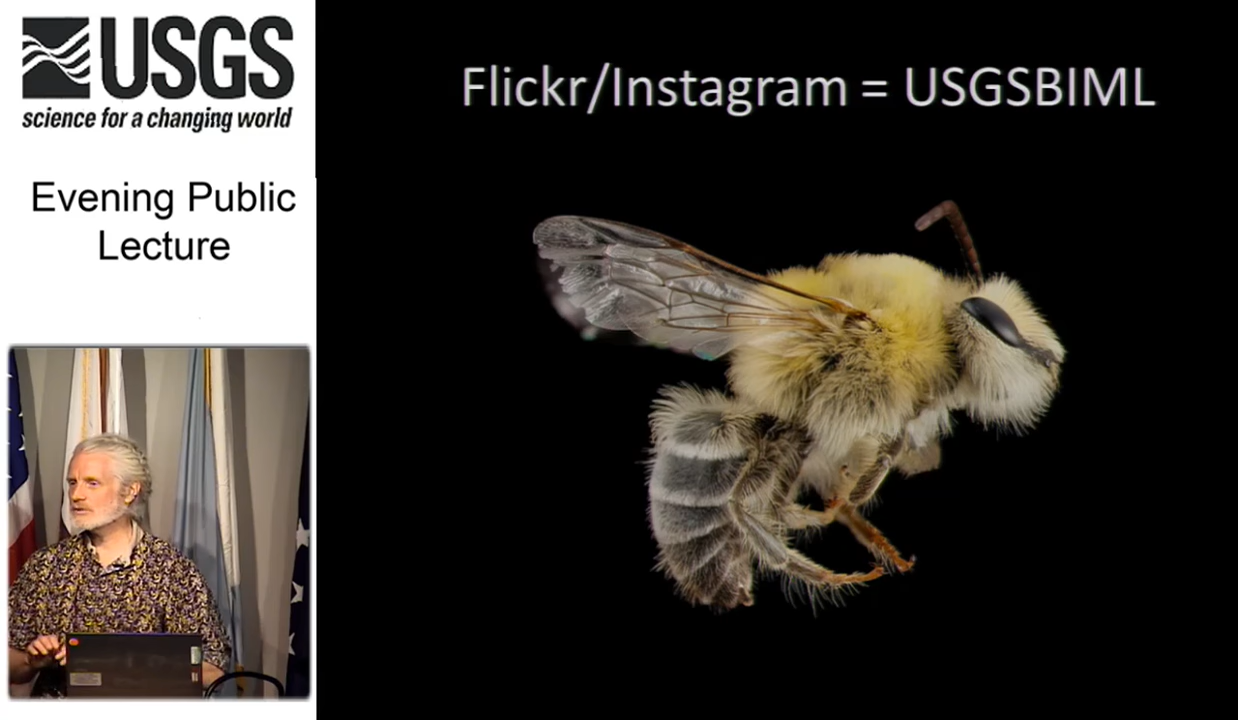 USGS
science for a changing world
Evening Public
Lecture
Flickr/Instagram = USGSBIML